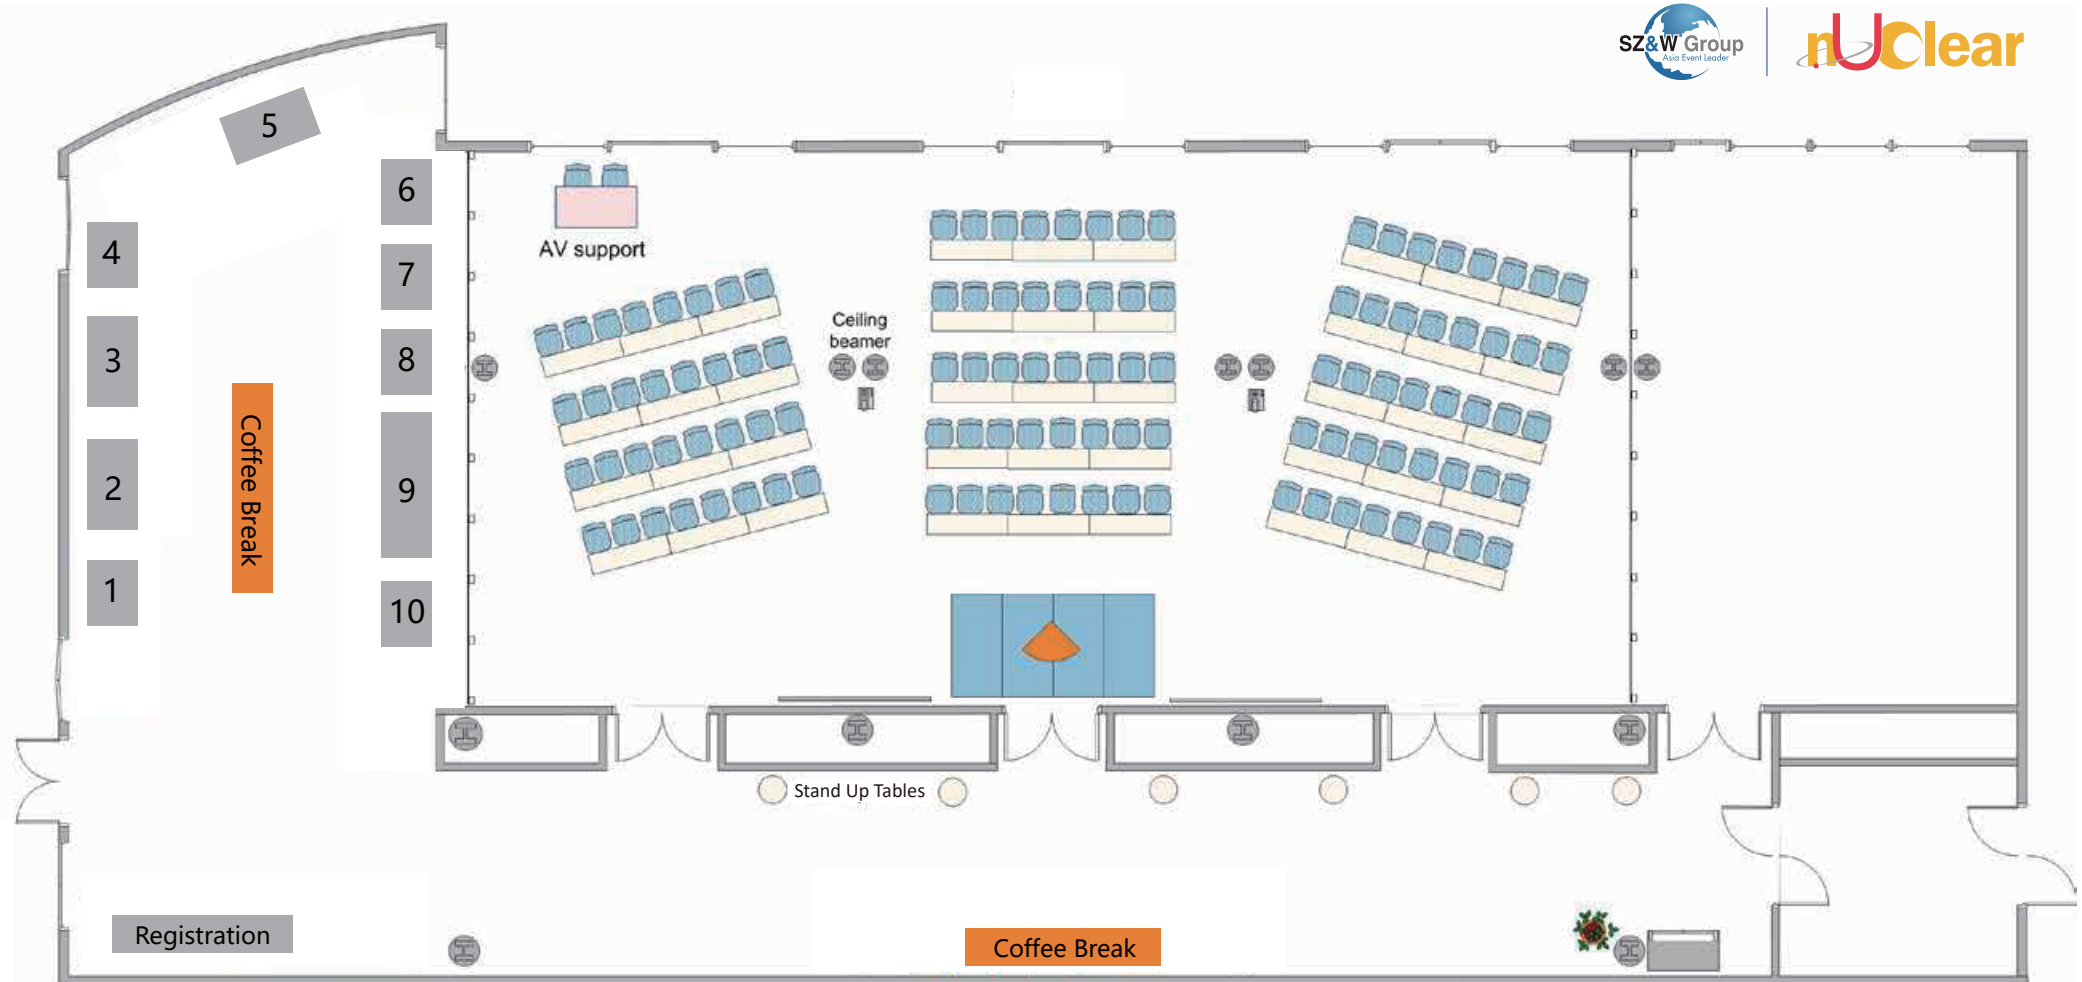 SZ&W Group
Asia Event Leader
nUClear
5
6
4
7
AV support
3
8
Ceiling
beamer
Coffee Break
2
9
1
10
Stand Up Tables
Registration
Coffee Break